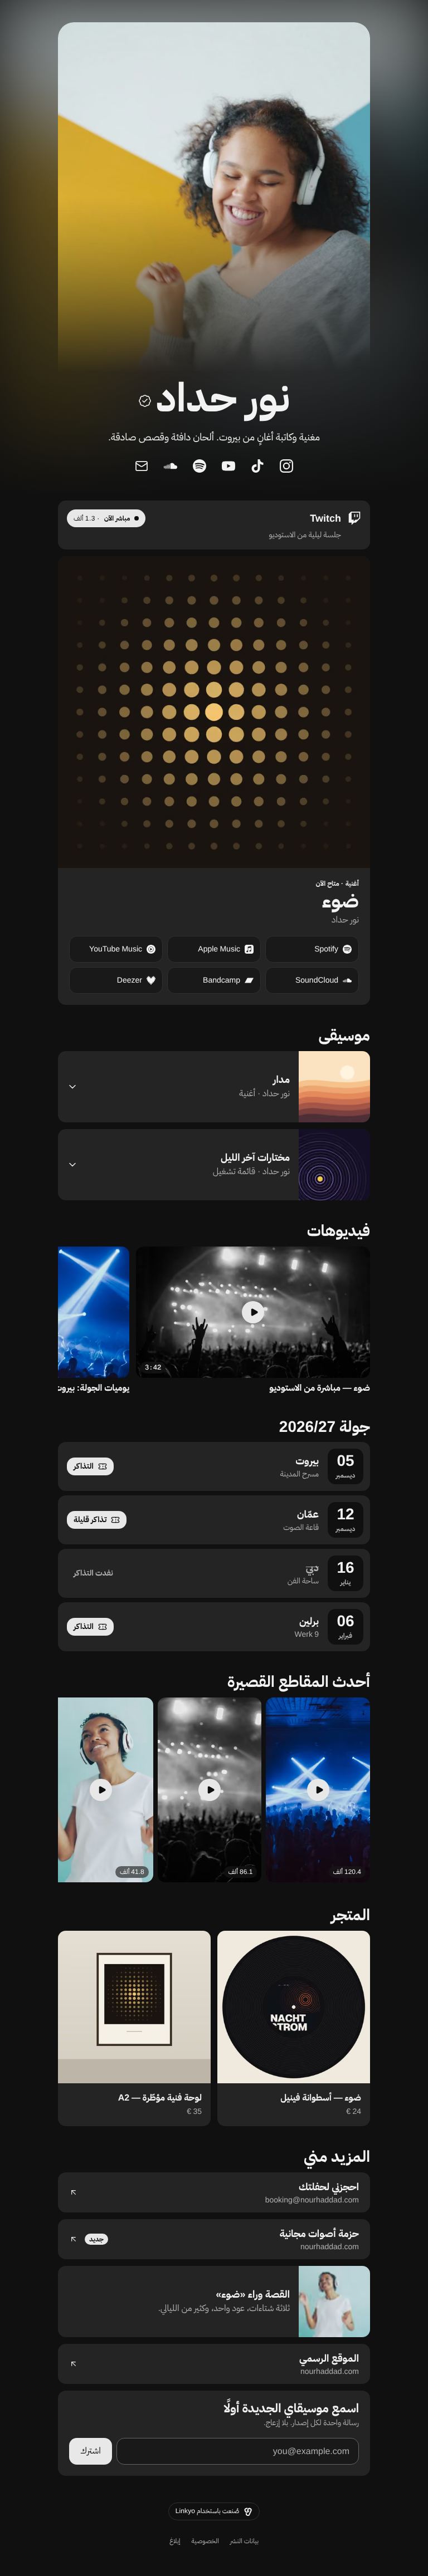 نور حداد
مغنية وكاتبة أغانٍ من بيروت. ألحان دافئة وقصص صادقة.
Twitch
مباشر الآن · 1.3 ألف
جلسة ليلية من الاستوديو
أغنية · متاح الآن
ضوء
نور حداد
Spotify
Apple Music
YouTube Music
SoundCloud
Bandcamp
Deezer
موسيقى
مدار
نور حداد · أغنية
مختارات آخر الليل
نور حداد · قائمة تشغيل
فيديوهات
3:42
ضوء — مباشرة من الاستوديو
يوميات الجولة: بيروت
جولة 2026/27
05
ديسمبر
بيروت
مسرح المدينة
التذاكر
12
ديسمبر
عمّان
قاعة الصوت
تذاكر قليلة
16
يناير
دبي
ساحة الفن
نفدت التذاكر
06
فبراير
برلين
Werk 9
التذاكر
أحدث المقاطع القصيرة
120.4 ألف
86.1 ألف
41.8 ألف
المتجر
NACHT
STROM
ضوء — أسطوانة فينيل
24 €
لوحة فنية مؤطّرة — A2
35 €
المزيد مني
احجزني لحفلتك
booking@nourhaddad.com
حزمة أصوات مجانية
nourhaddad.com
جديد
القصة وراء «ضوء»
ثلاثة شتاءات، عود واحد، وكثير من الليالي.
الموقع الرسمي
nourhaddad.com
اسمع موسيقاي الجديدة أولًا
رسالة واحدة لكل إصدار. بلا إزعاج.
you@example.com
اشترك
صُنعت باستخدام Linkyo
بيانات النشر
الخصوصية
إبلاغ